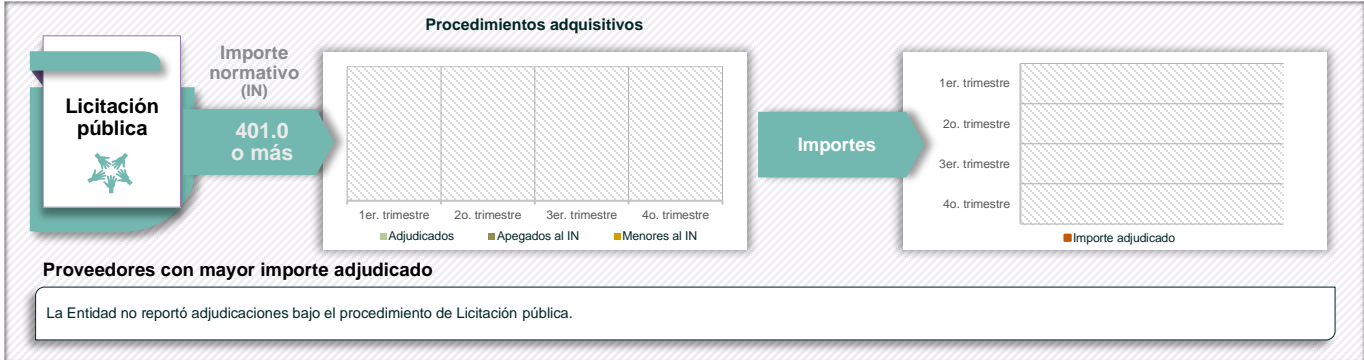 Procedimientos adquisitivos
Licitación
pública
Importe
normativo
(IN)
401.0
o más
1er. trimestre 2o. trimestre 3er. trimestre 4o. trimestre
Adjudicados Apegados al IN Menores al IN
Importes
1er. trimestre
2o. trimestre
3er. trimestre
4o. trimestre
Importe adjudicado
Proveedores con mayor importe adjudicado
La Entidad no reportó adjudicaciones bajo el procedimiento de Licitación pública.